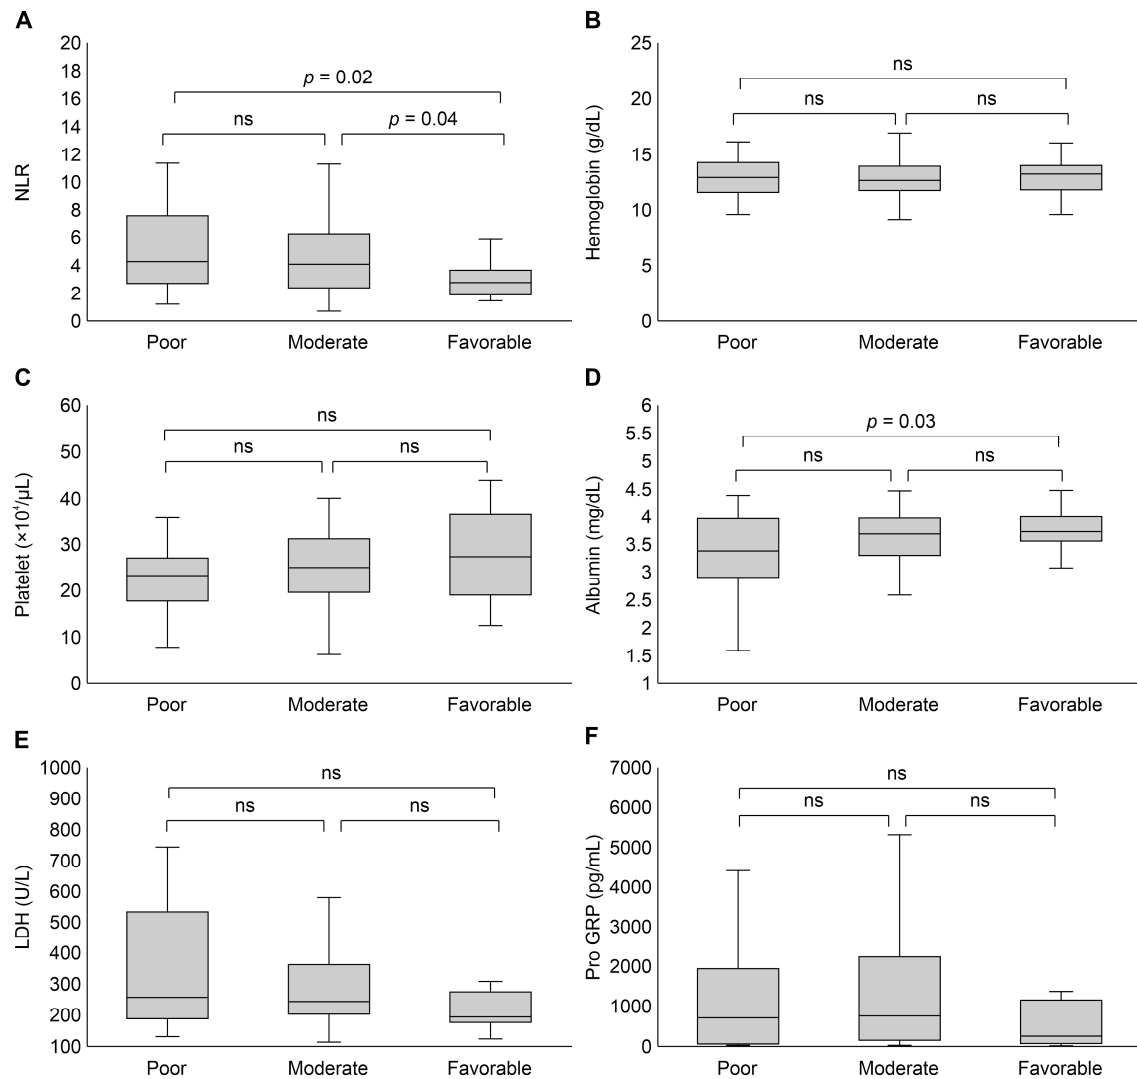 A
NLR
20
18
16
14
12
10
8
6
4
2
0
p = 0.02
ns
p = 0.04
Poor Moderate Favorable
B
Hemoglobin (g/dL)
25
20
15
10
5
0
ns
ns ns
Poor Moderate Favorable
C
Platelet (×10⁴/μL)
60
50
40
30
20
10
0
ns
ns ns
Poor Moderate Favorable
D
Albumin (mg/dL)
6
5.5
5
4.5
4
3.5
3
2.5
2
1.5
1
p = 0.03
ns ns
Poor Moderate Favorable
E
LDH (U/L)
1000
900
800
700
600
500
400
300
200
100
ns
ns ns
Poor Moderate Favorable
F
Pro GRP (pg/mL)
7000
6000
5000
4000
3000
2000
1000
0
ns
ns ns
Poor Moderate Favorable